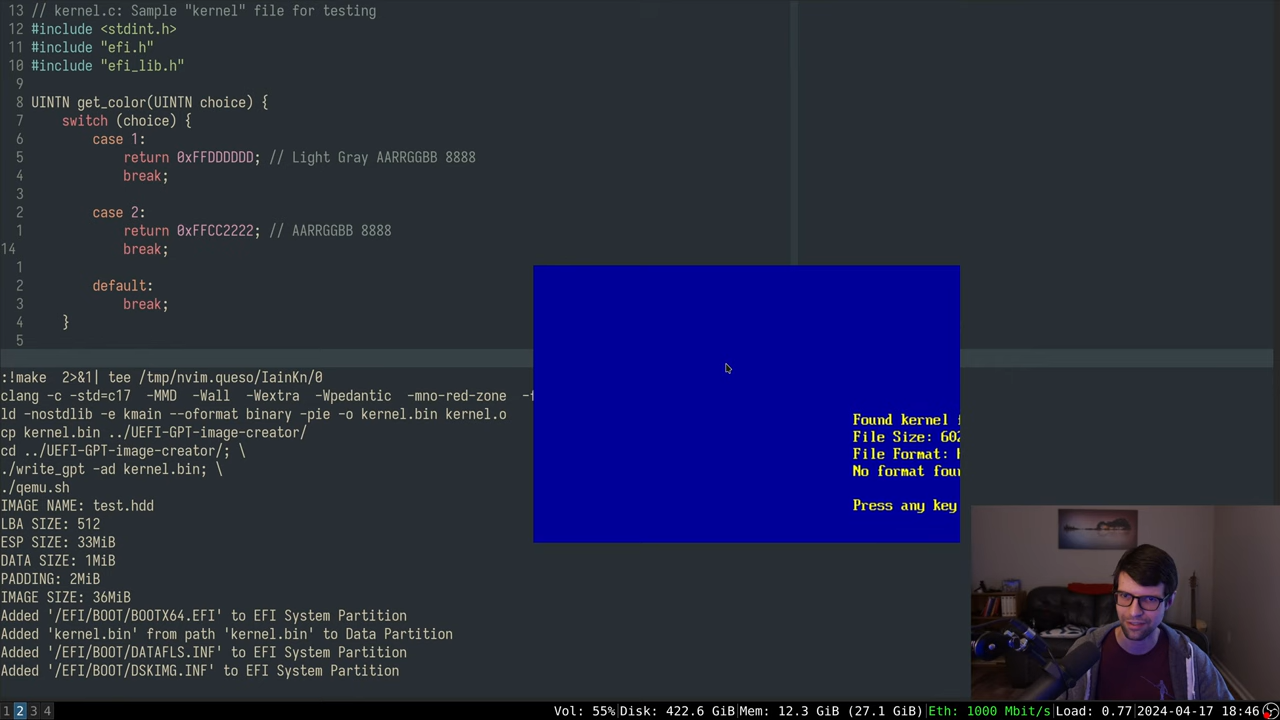 13 // kernel.c: Sample "kernel" file for testing
12 #include <stdint.h>
11 #include "efi.h"
10 #include "efi_lib.h"
9
8 UINTN get_color(UINTN choice) {
7     switch (choice) {
6         case 1:
5             return 0xFFDDDDDD; // Light Gray AARRGGBB 8888
4             break;
3
2         case 2:
1             return 0xFFCC2222; // AARRGGBB 8888
14             break;
1
2         default:
3             break;
4     }
5
:!make  2>&1| tee /tmp/nvim.queso/IainKn/0
clang -c -std=c17  -MMD  -Wall  -Wextra  -Wpedantic  -mno-red-zone
ld -nostdlib -e kmain --oformat binary -pie -o kernel.bin kernel.o
cp kernel.bin ../UEFI-GPT-image-creator/
cd ../UEFI-GPT-image-creator/; \
./write_gpt -ad kernel.bin; \
./qemu.sh
IMAGE NAME: test.hdd
LBA SIZE: 512
ESP SIZE: 33MiB
DATA SIZE: 1MiB
PADDING: 2MiB
IMAGE SIZE: 36MiB
Added '/EFI/BOOT/BOOTX64.EFI' to EFI System Partition
Added 'kernel.bin' from path 'kernel.bin' to Data Partition
Added '/EFI/BOOT/DATAFLS.INF' to EFI System Partition
Added '/EFI/BOOT/DSKIMG.INF' to EFI System Partition
Found kernel
File Size: 602
File Format:
No format fou
Press any key
1 2 3 4
Vol: 55%|Disk: 422.6 GiB|Mem: 12.3 GiB (27.1 GiB)|Eth: 1000 Mbit/s|Load: 0.77|2024-04-17 18:46